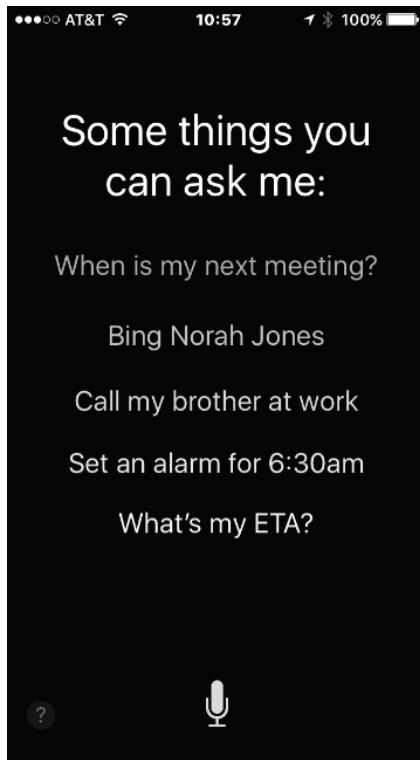 AT&T 10:57 100%
Some things you
can ask me:
When is my next meeting?
Bing Norah Jones
Call my brother at work
Set an alarm for 6:30am
What's my ETA?
?